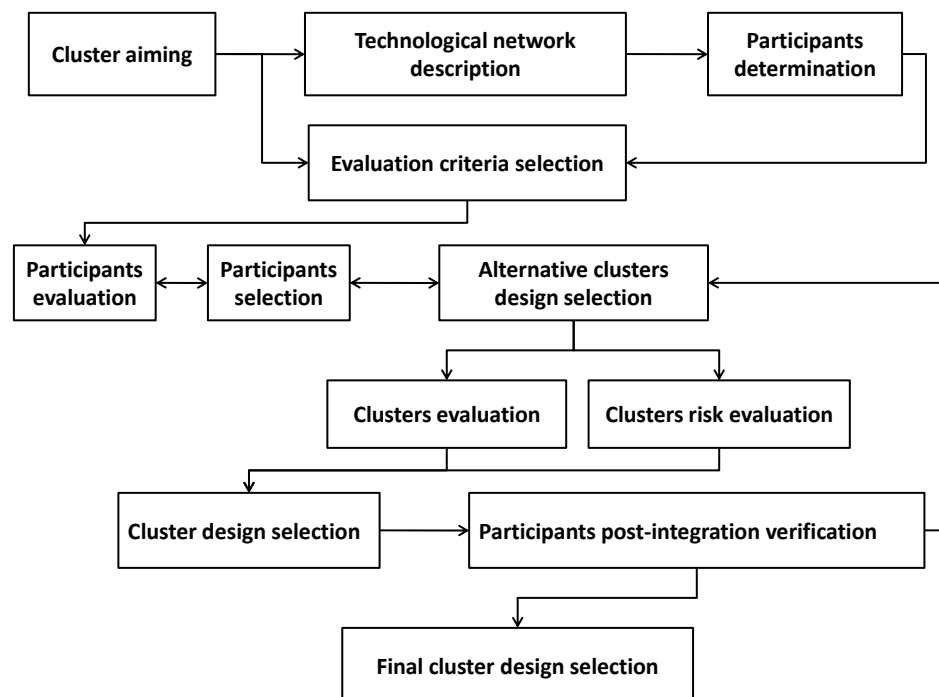 Cluster aiming
Technological network
description
Participants
determination
Evaluation criteria selection
Participants
evaluation
Participants
selection
Alternative clusters
design selection
Clusters evaluation
Clusters risk evaluation
Cluster design selection
Participants post-integration verification
Final cluster design selection